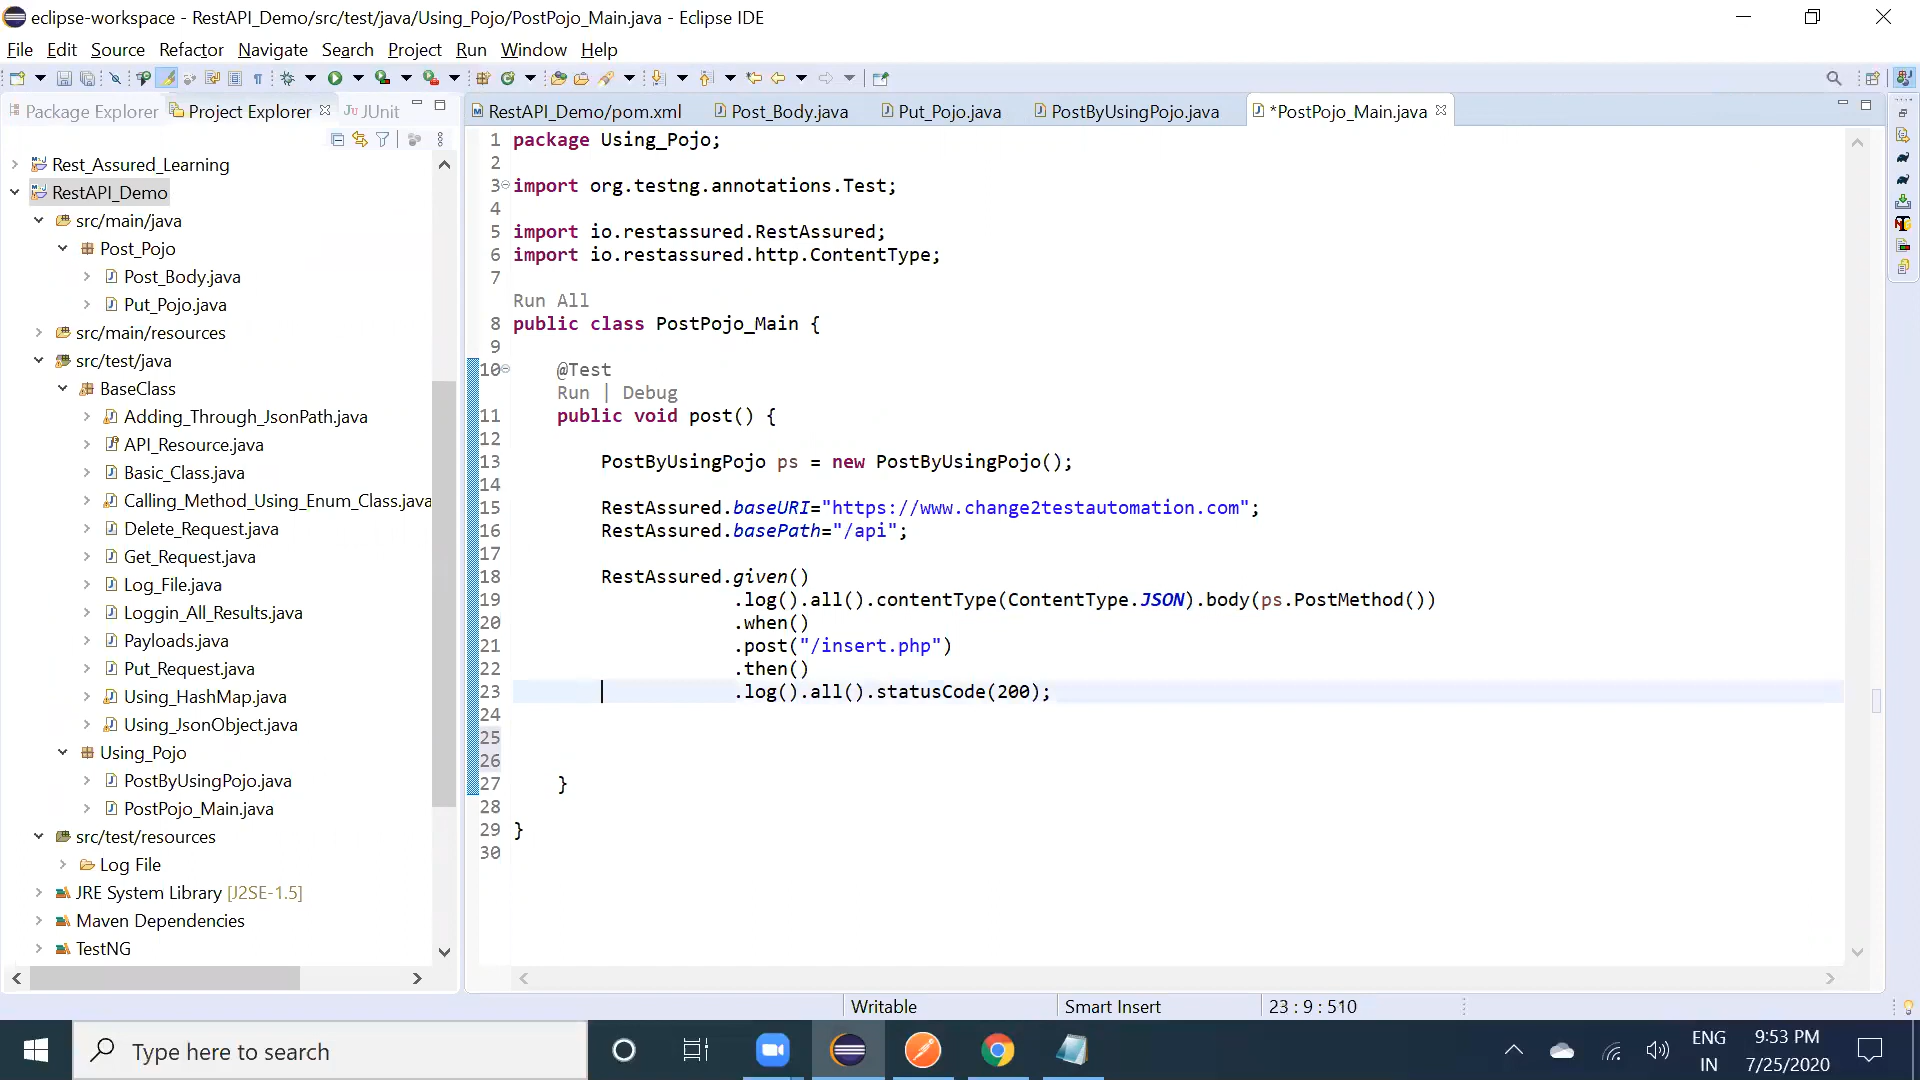 eclipse-workspace - RestAPI_Demo/src/test/java/Using_Pojo/PostPojo_Main.java - Eclipse IDE
File Edit Source Refactor Navigate Search Project Run Window Help
Package Explorer Project Explorer JUnit
RestAPI_Demo/pom.xml Post_Body.java Put_Pojo.java PostByUsingPojo.java *PostPojo_Main.java
Rest_Assured_Learning
RestAPI_Demo
src/main/java
Post_Pojo
Post_Body.java
Put_Pojo.java
src/main/resources
src/test/java
BaseClass
Adding_Through_JsonPath.java
API_Resource.java
Basic_Class.java
Calling_Method_Using_Enum_Class.java
Delete_Request.java
Get_Request.java
Log_File.java
Loggin_All_Results.java
Payloads.java
Put_Request.java
Using_HashMap.java
Using_JsonObject.java
Using_Pojo
PostByUsingPojo.java
PostPojo_Main.java
src/test/resources
Log File
JRE System Library [J2SE-1.5]
Maven Dependencies
TestNG
1 package Using_Pojo;
2
3 import org.testng.annotations.Test;
4
5 import io.restassured.RestAssured;
6 import io.restassured.http.ContentType;
7
Run All
8 public class PostPojo_Main {
9
10 @Test
Run | Debug
11 public void post() {
12
13 PostByUsingPojo ps = new PostByUsingPojo();
14
15 RestAssured.baseURI="https://www.change2testautomation.com";
16 RestAssured.basePath="/api";
17
18 RestAssured.given()
19 .log().all().contentType(ContentType.JSON).body(ps.PostMethod())
20 .when()
21 .post("/insert.php")
22 .then()
23 .log().all().statusCode(200);
24
25
26
27 }
28
29 }
30
Writable Smart Insert 23 : 9 : 510
Type here to search
ENG
IN
9:53 PM
7/25/2020